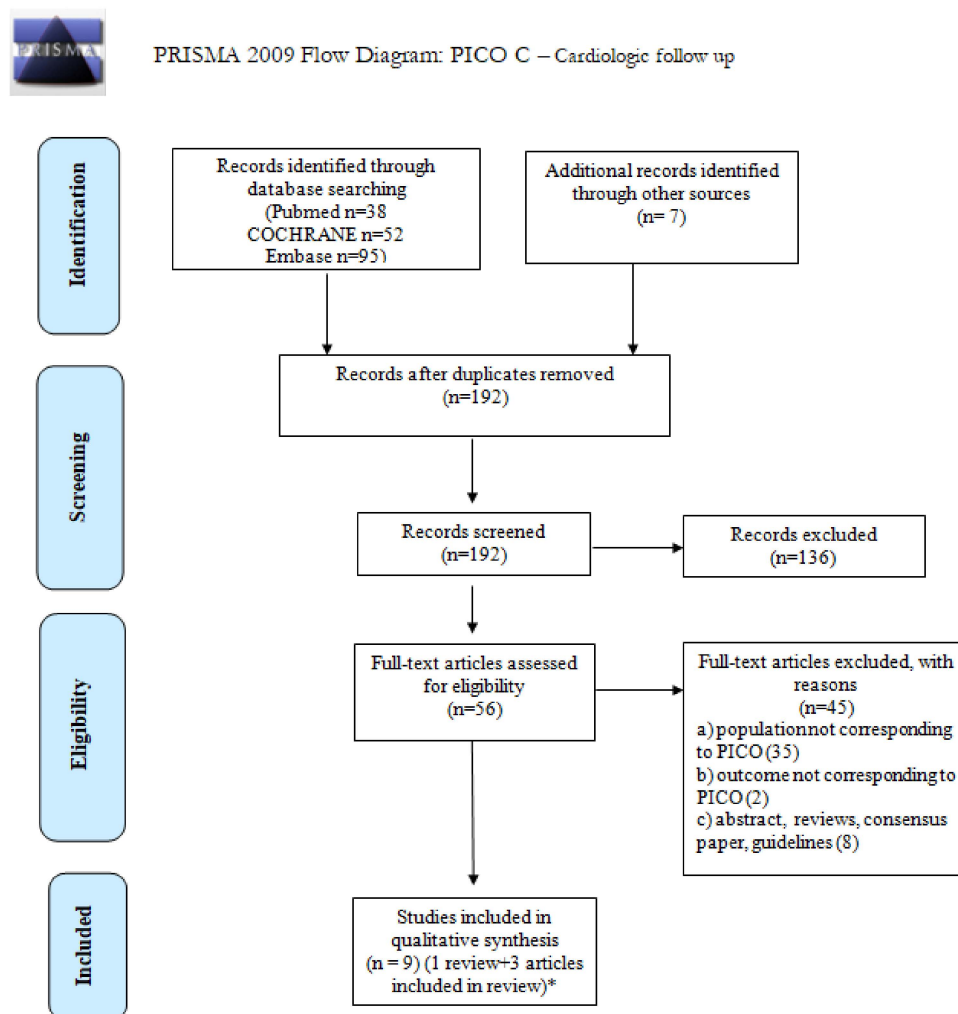 PRISMA
PRISMA 2009 Flow Diagram: PICO C – Cardiologic follow up
Identification
Records identified through
database searching
(Pubmed n=38
COCHRANE n=52
Embase n=95)
Additional records identified
through other sources
(n= 7)
Screening
Records after duplicates removed
(n=192)
Records screened
(n=192)
Records excluded
(n=136)
Eligibility
Full-text articles assessed
for eligibility
(n=56)
Full-text articles excluded, with
reasons
(n=45)
a) population not corresponding
to PICO (35)
b) outcome not corresponding to
PICO (2)
c) abstract, reviews, consensus
paper, guidelines (8)
Included
Studies included in
qualitative synthesis
(n = 9) (1 review+3 articles
included in review)*